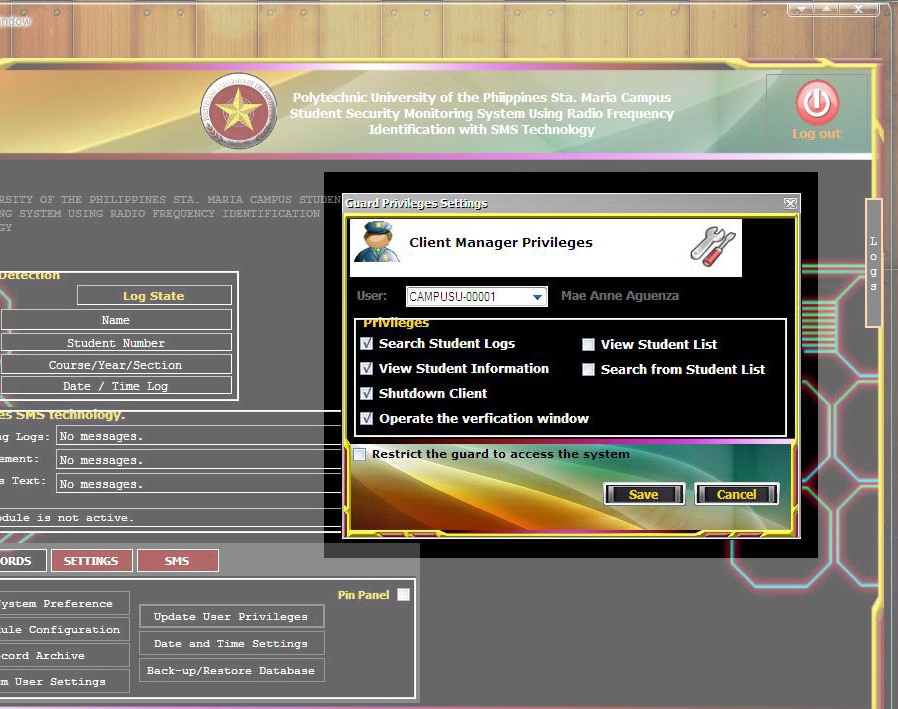 indow
Polytechnic University of the Phiippines Sta. Maria Campus
Student Security Monitoring System Using Radio Frequency
Identification with SMS Technology
Log out
RSITY OF THE PHILIPPINES STA. MARIA CAMPUS STUDEN
NG SYSTEM USING RADIO FREQUENCY IDENTIFICATION
GY
Logs
Detection
Log State
Name
Student Number
Course/Year/Section
Date / Time Log
es SMS technology.
ng Logs: No messages.
ement: No messages.
s Text: No messages.
odule is not active.
ORDS SETTINGS SMS
Pin Panel
ystem Preference
ule Configuration
cord Archive
m User Settings
Update User Privileges
Date and Time Settings
Back-up/Restore Database
Guard Privileges Settings
Client Manager Privileges
User: CAMPUSU-00001 Mae Anne Aguenza
Privileges
Search Student Logs View Student List
View Student Information Search from Student List
Shutdown Client
Operate the verfication window
Restrict the guard to access the system
Save Cancel